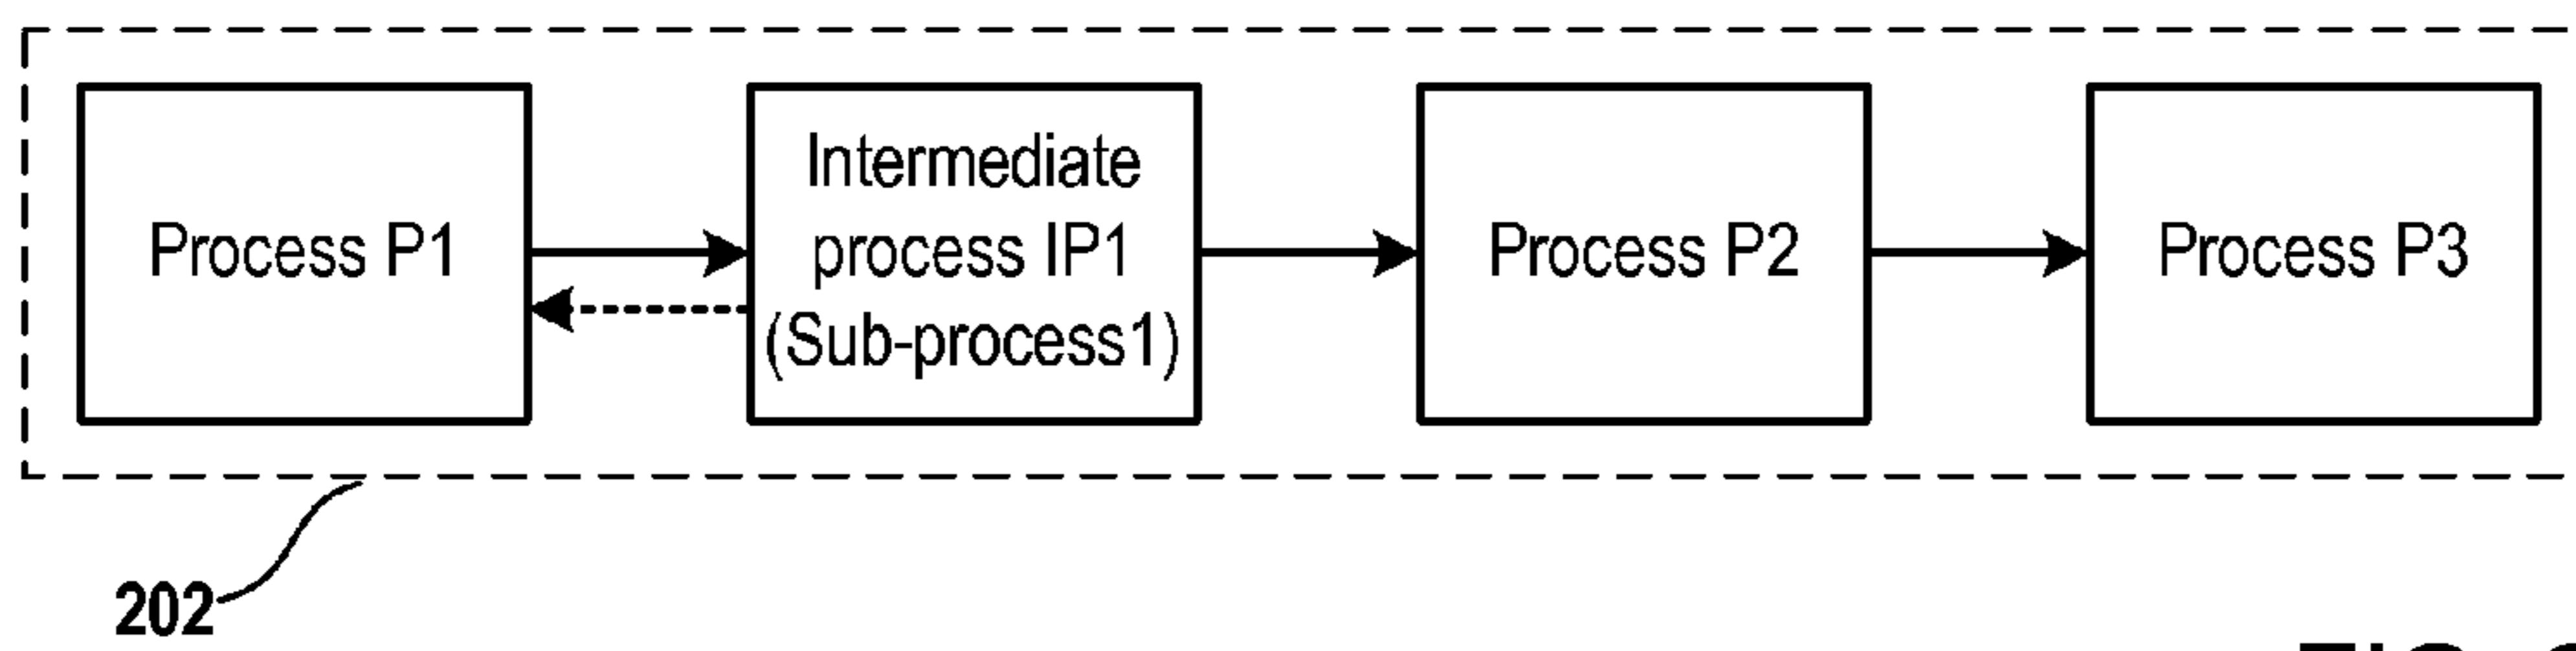 Process P1
Intermediate
process IP1
(Sub-process1)
Process P2
Process P3
202